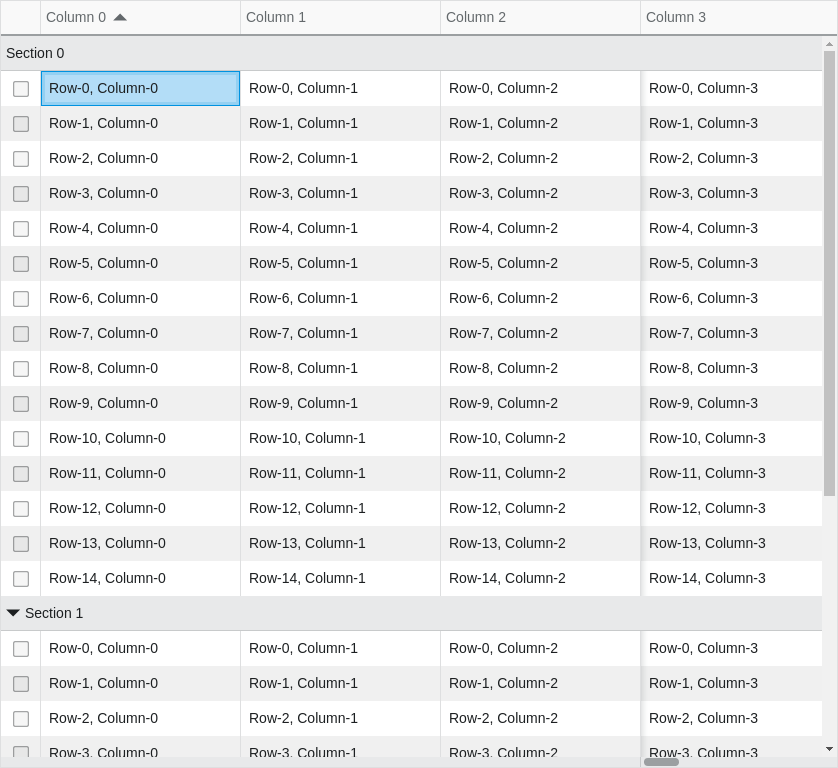 Column 0 Column 1 Column 2 Column 3
Section 0
Row-0, Column-0 Row-0, Column-1 Row-0, Column-2 Row-0, Column-3
Row-1, Column-0 Row-1, Column-1 Row-1, Column-2 Row-1, Column-3
Row-2, Column-0 Row-2, Column-1 Row-2, Column-2 Row-2, Column-3
Row-3, Column-0 Row-3, Column-1 Row-3, Column-2 Row-3, Column-3
Row-4, Column-0 Row-4, Column-1 Row-4, Column-2 Row-4, Column-3
Row-5, Column-0 Row-5, Column-1 Row-5, Column-2 Row-5, Column-3
Row-6, Column-0 Row-6, Column-1 Row-6, Column-2 Row-6, Column-3
Row-7, Column-0 Row-7, Column-1 Row-7, Column-2 Row-7, Column-3
Row-8, Column-0 Row-8, Column-1 Row-8, Column-2 Row-8, Column-3
Row-9, Column-0 Row-9, Column-1 Row-9, Column-2 Row-9, Column-3
Row-10, Column-0 Row-10, Column-1 Row-10, Column-2 Row-10, Column-3
Row-11, Column-0 Row-11, Column-1 Row-11, Column-2 Row-11, Column-3
Row-12, Column-0 Row-12, Column-1 Row-12, Column-2 Row-12, Column-3
Row-13, Column-0 Row-13, Column-1 Row-13, Column-2 Row-13, Column-3
Row-14, Column-0 Row-14, Column-1 Row-14, Column-2 Row-14, Column-3
Section 1
Row-0, Column-0 Row-0, Column-1 Row-0, Column-2 Row-0, Column-3
Row-1, Column-0 Row-1, Column-1 Row-1, Column-2 Row-1, Column-3
Row-2, Column-0 Row-2, Column-1 Row-2, Column-2 Row-2, Column-3
Row-3, Column-0 Row-3, Column-1 Row-3, Column-2 Row-3, Column-3